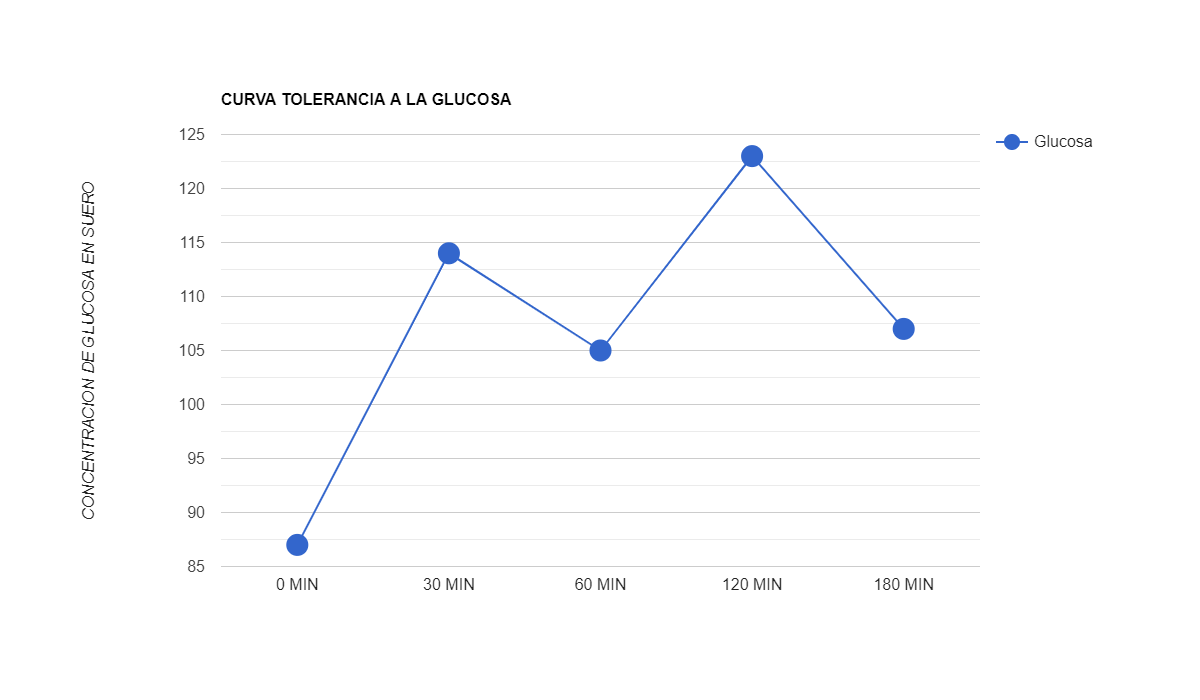 CURVA TOLERANCIA A LA GLUCOSA
125
120
115
110
105
100
95
90
85
CONCENTRACION DE GLUCOSA EN SUERO
0 MIN
30 MIN
60 MIN
120 MIN
180 MIN
Glucosa